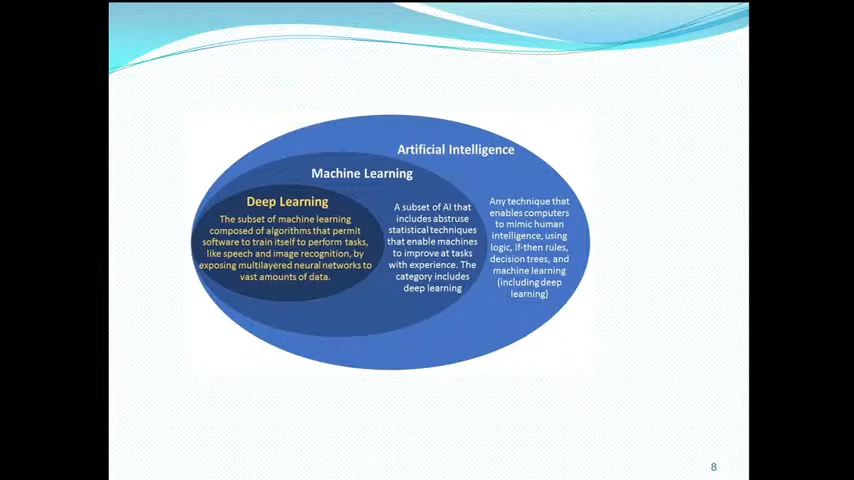 Artificial Intelligence
Machine Learning
Deep Learning
The subset of machine learning
composed of algorithms that permit
software to train itself to perform tasks,
like speech and image recognition, by
exposing multilayered neural networks to
vast amounts of data.
A subset of AI that
includes abstruse
statistical techniques
that enable machines
to improve at tasks
with experience. The
category includes
deep learning
Any technique that
enables computers
to mimic human
intelligence, using
logic, if-then rules,
decision trees, and
machine learning
(including deep
learning)
8